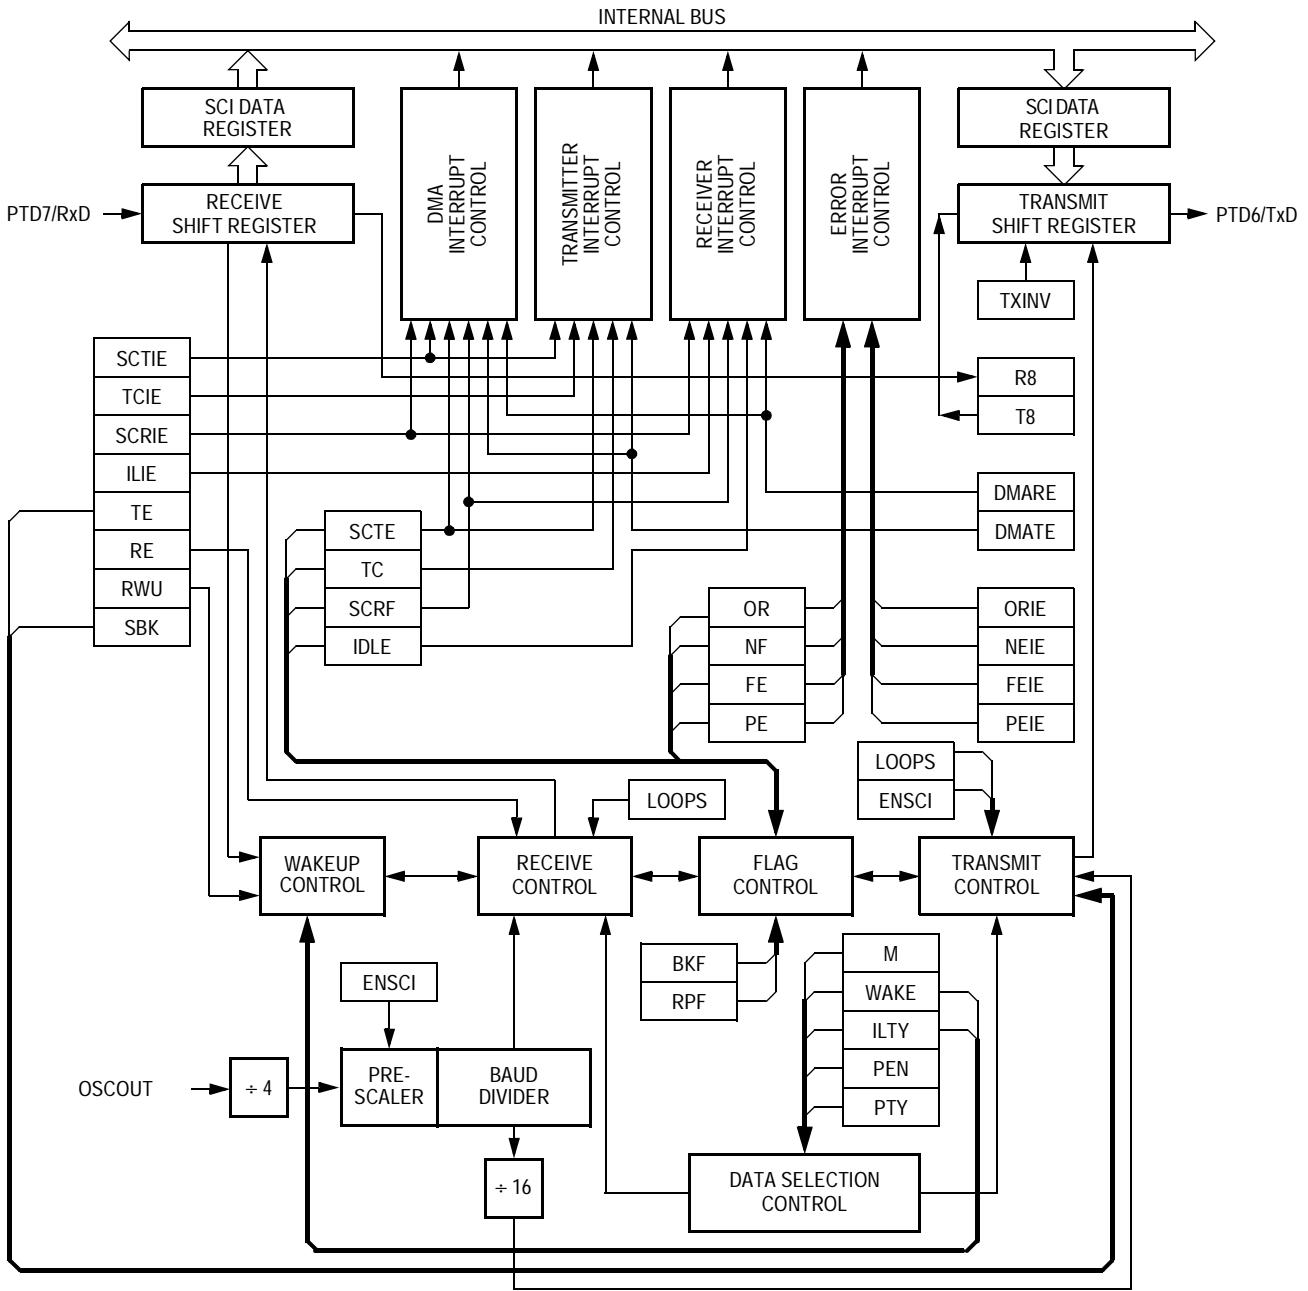 INTERNAL BUS
SCI DATA
REGISTER
SCI DATA
REGISTER
DMA
INTERRUPT
CONTROL
TRANSMITTER
INTERRUPT
CONTROL
RECEIVER
INTERRUPT
CONTROL
ERROR
INTERRUPT
CONTROL
PTD7/RxD
RECEIVE
SHIFT REGISTER
TRANSMIT
SHIFT REGISTER
PTD6/TxD
TXINV
SCTIE
TCIE
SCRIE
ILIE
TE
RE
RWU
SBK
R8
T8
DMARE
DMATE
SCTE
TC
SCRF
IDLE
OR
NF
FE
PE
ORIE
NEIE
FEIE
PEIE
LOOPS
ENSCI
LOOPS
WAKEUP
CONTROL
RECEIVE
CONTROL
FLAG
CONTROL
TRANSMIT
CONTROL
BKF
RPF
M
WAKE
ILTY
PEN
PTY
ENSCI
OSCOUT
÷ 4
PRE-
SCALER
BAUD
DIVIDER
÷ 16
DATA SELECTION
CONTROL